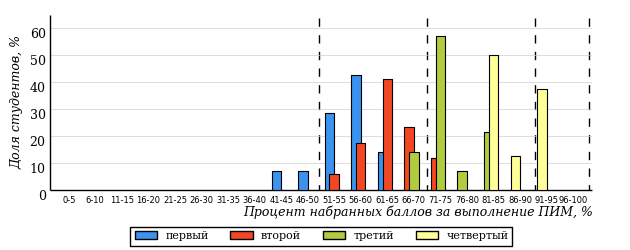 Доля студентов, %
60
50
40
30
20
10
0
0-5 6-10 11-15 16-20 21-25 26-30 31-35 36-40 41-45 46-50 51-55 56-60 61-65 66-70 71-75 76-80 81-85 86-90 91-95 96-100
Процент набранных баллов за выполнение ПИМ, %
первый второй третий четвертый